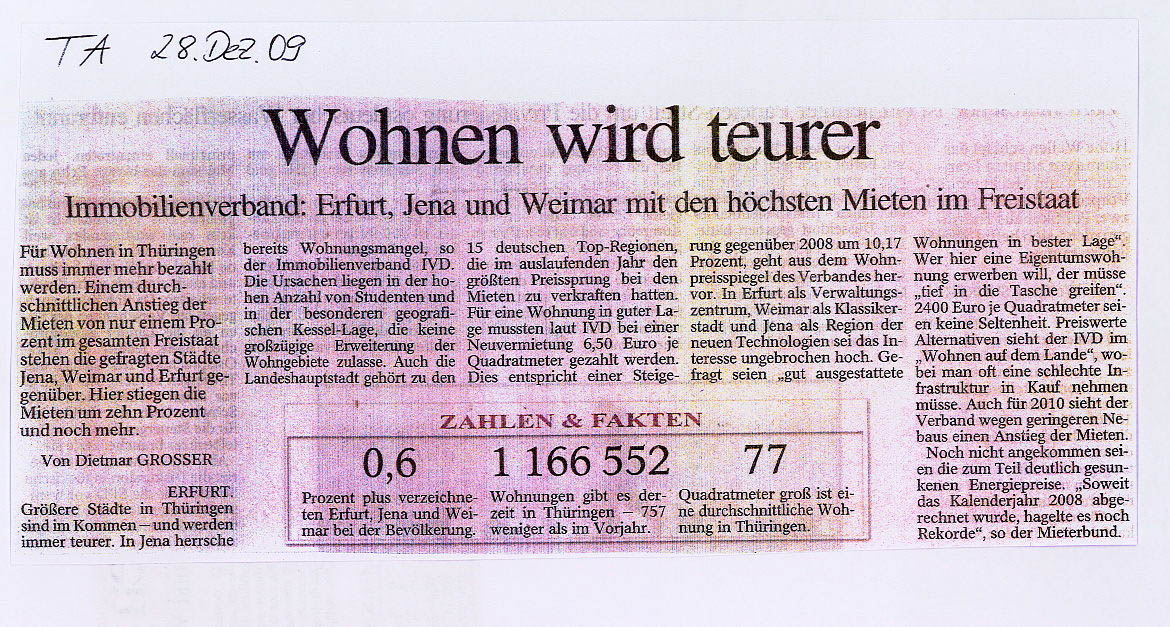 TA 28. Dez. 09
Wohnen wird teurer
Immobilienverband: Erfurt, Jena und Weimar mit den höchsten Mieten im Freistaat
Für Wohnen in Thüringen
muss immer mehr bezahlt
werden. Einem durch-
schnittlichen Anstieg der
Mieten von nur einem Pro-
zent im gesamten Freistaat
stehen die gefragten Städte
Jena, Weimar und Erfurt ge-
genüber. Hier stiegen die
Mieten um zehn Prozent
und noch mehr.
Von Dietmar GROSSER
ERFURT.
Größere Städte in Thüringen
sind im Kommen – und werden
immer teurer. In Jena herrsche
bereits Wohnungsmangel, so
der Immobilienverband IVD.
Die Ursachen liegen in der ho-
hen Anzahl von Studenten und
in der besonderen geografi-
schen Kessel-Lage, die keine
großzügige Erweiterung der
Wohngebiete zulasse. Auch die
Landeshauptstadt gehört zu den
15 deutschen Top-Regionen,
die im auslaufenden Jahr den
größten Preissprung bei den
Mieten zu verkraften hatten.
Für eine Wohnung in guter La-
ge mussten laut IVD bei einer
Neuvermietung 6,50 Euro je
Quadratmeter gezahlt werden.
Dies entspricht einer Steige-
rung gegenüber 2008 um 10,17
Prozent, geht aus dem Wohn-
preisspiegel des Verbandes her-
vor. In Erfurt als Verwaltungs-
zentrum, Weimar als Klassiker-
stadt und Jena als Region der
neuen Technologien sei das In-
teresse ungebrochen hoch. Ge-
fragt seien „gut ausgestattete
Wohnungen in bester Lage“.
Wer hier eine Eigentumswoh-
nung erwerben will, der müsse
„tief in die Tasche greifen“.
2400 Euro je Quadratmeter sei-
en keine Seltenheit. Preiswerte
Alternativen sieht der IVD im
„Wohnen auf dem Lande“, wo-
bei man oft eine schlechte In-
frastruktur in Kauf nehmen
müsse. Auch für 2010 sieht der
Verband wegen geringeren Ne-
baus einen Anstieg der Mieten.
Noch nicht angekommen sei-
en die zum Teil deutlich gesun-
kenen Energiepreise. „Soweit
das Kalenderjahr 2008 abge-
rechnet wurde, hagelte es noch
Rekorde“, so der Mieterbund.
ZAHLEN & FAKTEN
0,6
Prozent plus verzeichne-
ten Erfurt, Jena und Wei-
mar bei der Bevölkerung.
1 166 552
Wohnungen gibt es der-
zeit in Thüringen – 757
weniger als im Vorjahr.
77
Quadratmeter groß ist ei-
ne durchschnittliche Woh-
nung in Thüringen.